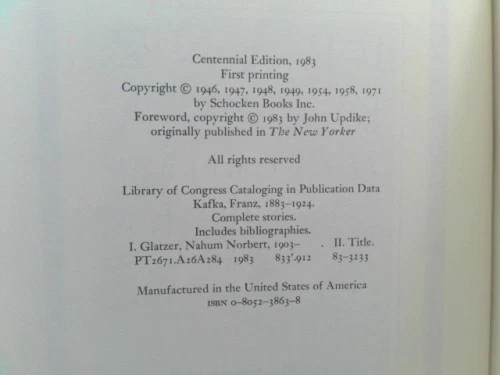 Centennial Edition, 1983
First printing
Copyright © 1946, 1947, 1948, 1949, 1954, 1958, 1971
by Schocken Books Inc.
Foreword, copyright © 1983 by John Updike;
originally published in The New Yorker
All rights reserved
Library of Congress Cataloging in Publication Data
Kafka, Franz, 1883–1924.
Complete stories.
Includes bibliographies.
I. Glatzer, Nahum Norbert, 1903– . II. Title.
PT2671.A26A284 1983 833'.912 83–3233
Manufactured in the United States of America
ISBN 0–8052–3863–8